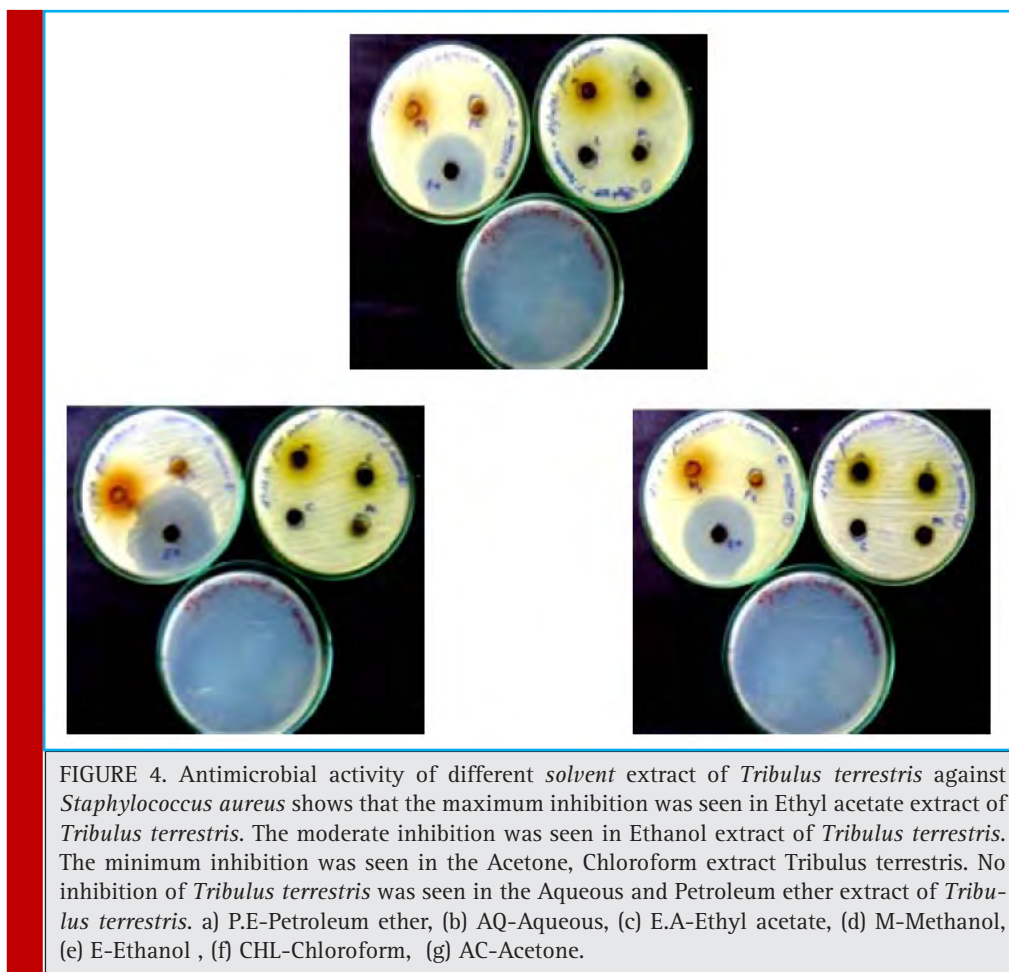 FIGURE 4. Antimicrobial activity of different solvent extract of Tribulus terrestris against
Staphylococcus aureus shows that the maximum inhibition was seen in Ethyl acetate extract of
Tribulus terrestris. The moderate inhibition was seen in Ethanol extract of Tribulus terrestris.
The minimum inhibition was seen in the Acetone, Chloroform extract Tribulus terrestris. No
inhibition of Tribulus terrestris was seen in the Aqueous and Petroleum ether extract of Tribu-
lus terrestris. a) P.E-Petroleum ether, (b) AQ-Aqueous, (c) E.A-Ethyl acetate, (d) M-Methanol,
(e) E-Ethanol , (f) CHL-Chloroform, (g) AC-Acetone.